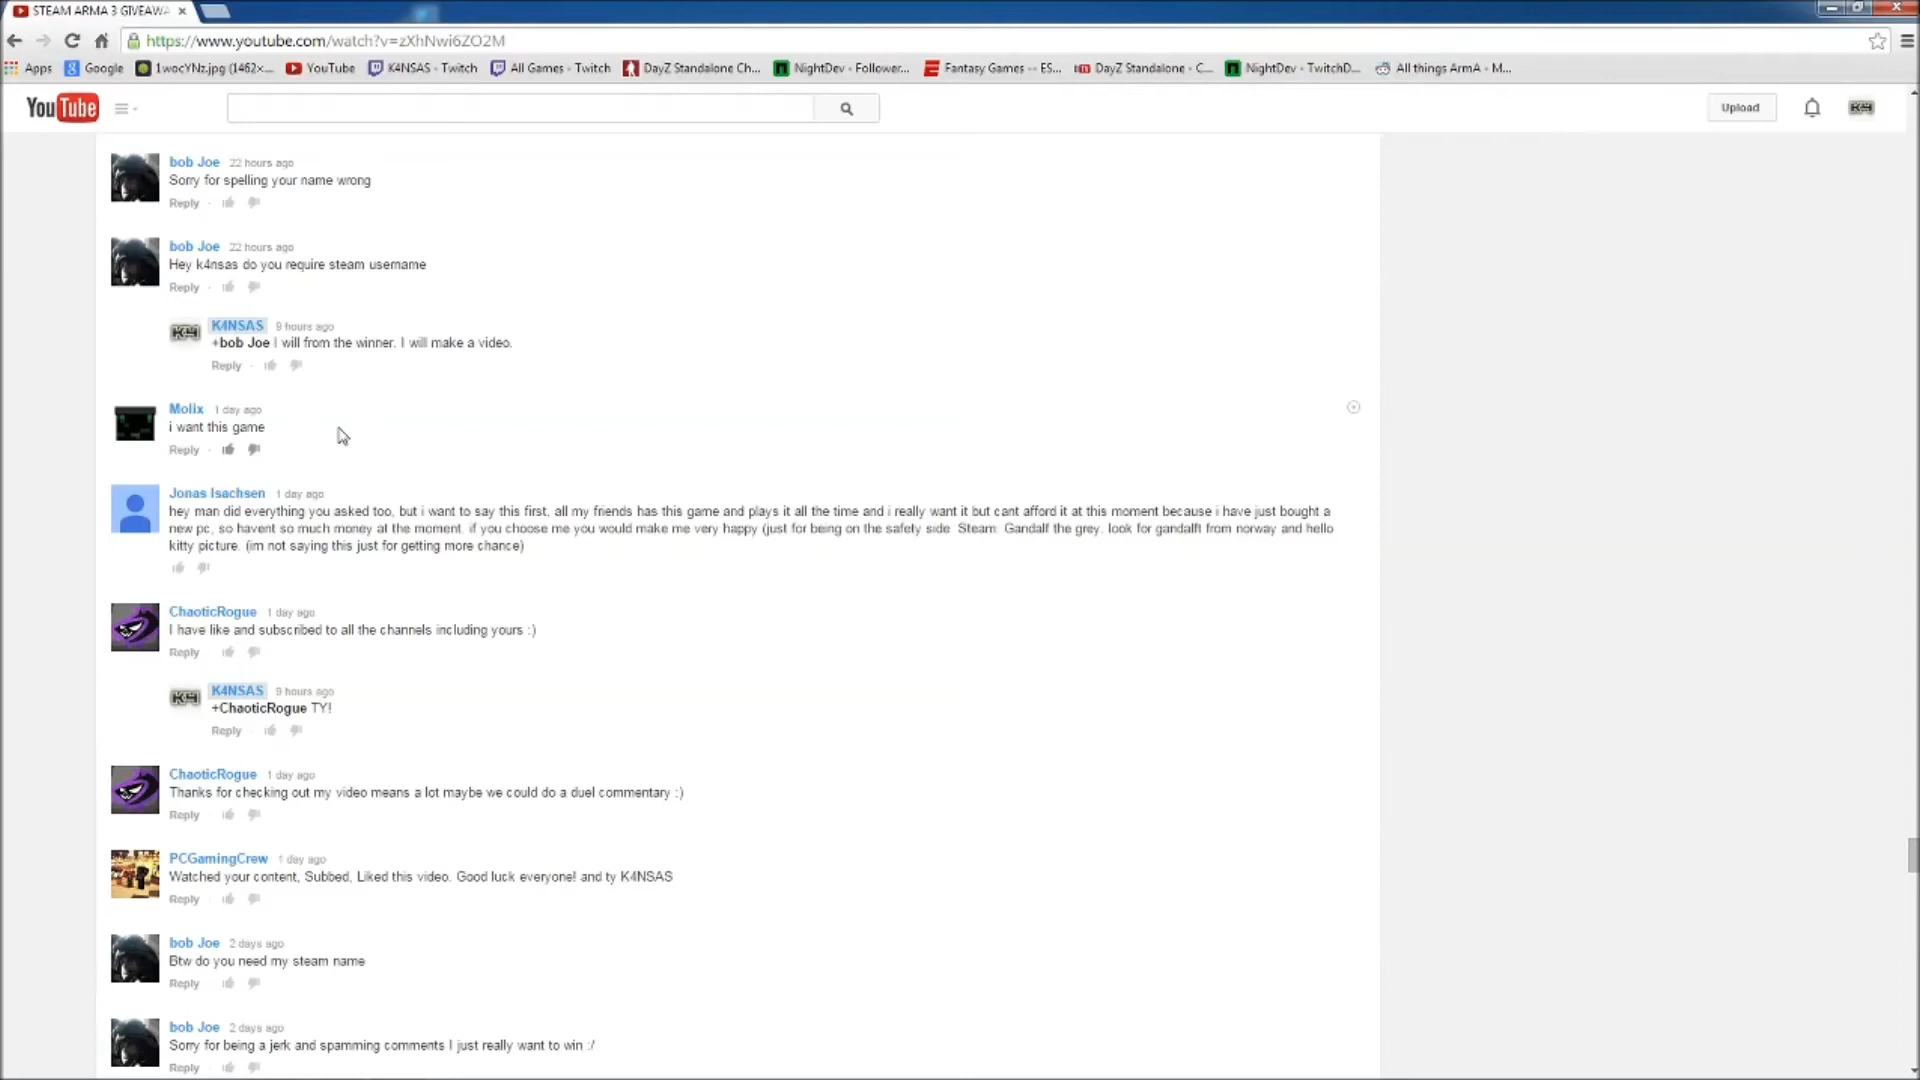 STEAM ARMA 3 GIVEAWA
https://www.youtube.com/watch?v=zXhNwi6ZO2M
Apps Google 1wocYNz.jpg (1462×... YouTube K4NSAS - Twitch All Games - Twitch DayZ Standalone Ch... NightDev - Follower... Fantasy Games -- ES... DayZ Standalone - C... NightDev - TwitchD... All things ArmA - M...
YouTube Upload K4
bob Joe 22 hours ago
Sorry for spelling your name wrong
Reply
bob Joe 22 hours ago
Hey k4nsas do you require steam username
Reply
K4 K4NSAS 9 hours ago
+bob Joe I will from the winner. I will make a video.
Reply
Molix 1 day ago
i want this game
Reply
Jonas Isachsen 1 day ago
hey man did everything you asked too, but i want to say this first, all my friends has this game and plays it all the time and i really want it but cant afford it at this moment because i have just bought a
new pc, so havent so much money at the moment. if you choose me you would make me very happy (just for being on the safety side Steam: Gandalf the grey. look for gandalft from norway and hello
kitty picture. (im not saying this just for getting more chance)
ChaoticRogue 1 day ago
I have like and subscribed to all the channels including yours :)
Reply
K4 K4NSAS 9 hours ago
+ChaoticRogue TY!
Reply
ChaoticRogue 1 day ago
Thanks for checking out my video means a lot maybe we could do a duel commentary :)
Reply
PCGamingCrew 1 day ago
Watched your content, Subbed, Liked this video. Good luck everyone! and ty K4NSAS
Reply
bob Joe 2 days ago
Btw do you need my steam name
Reply
bob Joe 2 days ago
Sorry for being a jerk and spamming comments I just really want to win :/
Reply